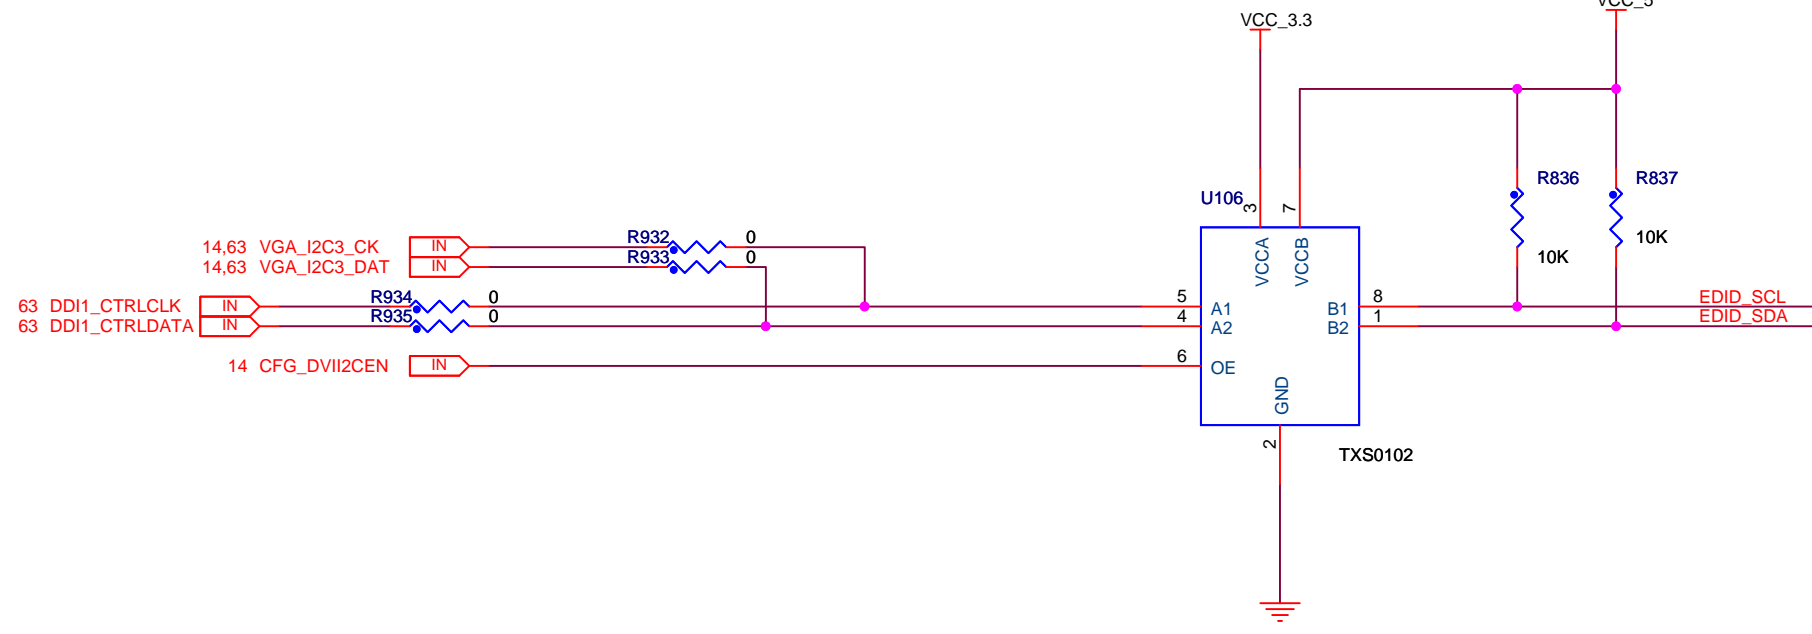 VCC_5
VCC_3.3
R836
R837
U106
3
7
10K
10K
VCCA
VCCB
14,63 VGA_I2C3_CK IN R932 0
14,63 VGA_I2C3_DAT IN R933 0
63 DDI1_CTRLCLK IN R934 0 5 A1 B1 8 EDID_SCL
63 DDI1_CTRLDATA IN R935 0 4 A2 B2 1 EDID_SDA
14 CFG_DVII2CEN IN 6 OE
GND
2
TXS0102